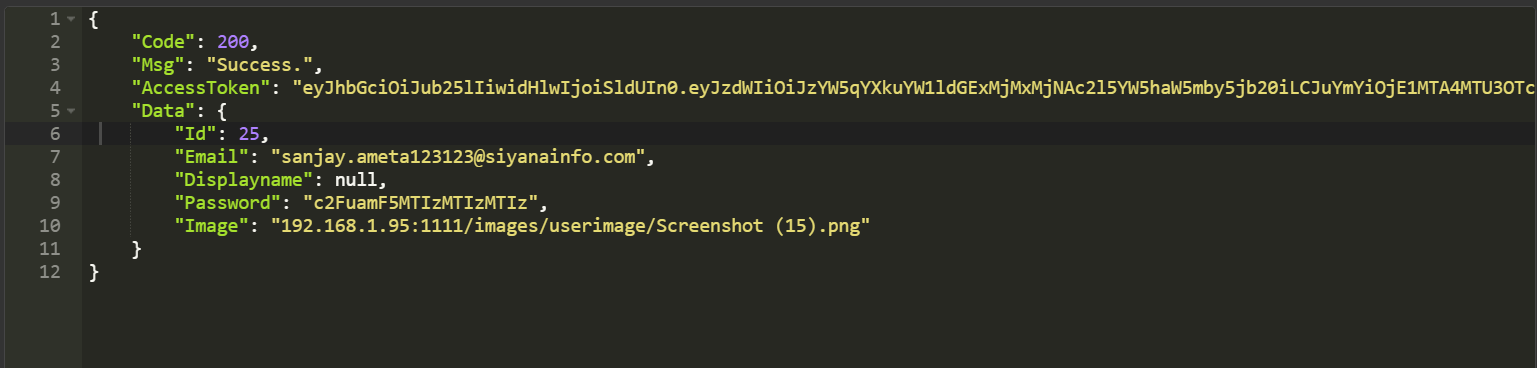 1 {
2 "Code": 200,
3 "Msg": "Success.",
4 "AccessToken": "eyJhbGciOiJub25lIiwidHlwIjoiSldUIn0.eyJzdWIiOiJzYW5qYXkuYW1ldGExMjMxMjNAc2l5YW5haW5mby5jb20iLCJuYmYiOjE1MTA4MTU3OTc
5 "Data": {
6 "Id": 25,
7 "Email": "sanjay.ameta123123@siyanainfo.com",
8 "Displayname": null,
9 "Password": "c2FuamF5MTIzMTIzMTIz",
10 "Image": "192.168.1.95:1111/images/userimage/Screenshot (15).png"
11 }
12 }